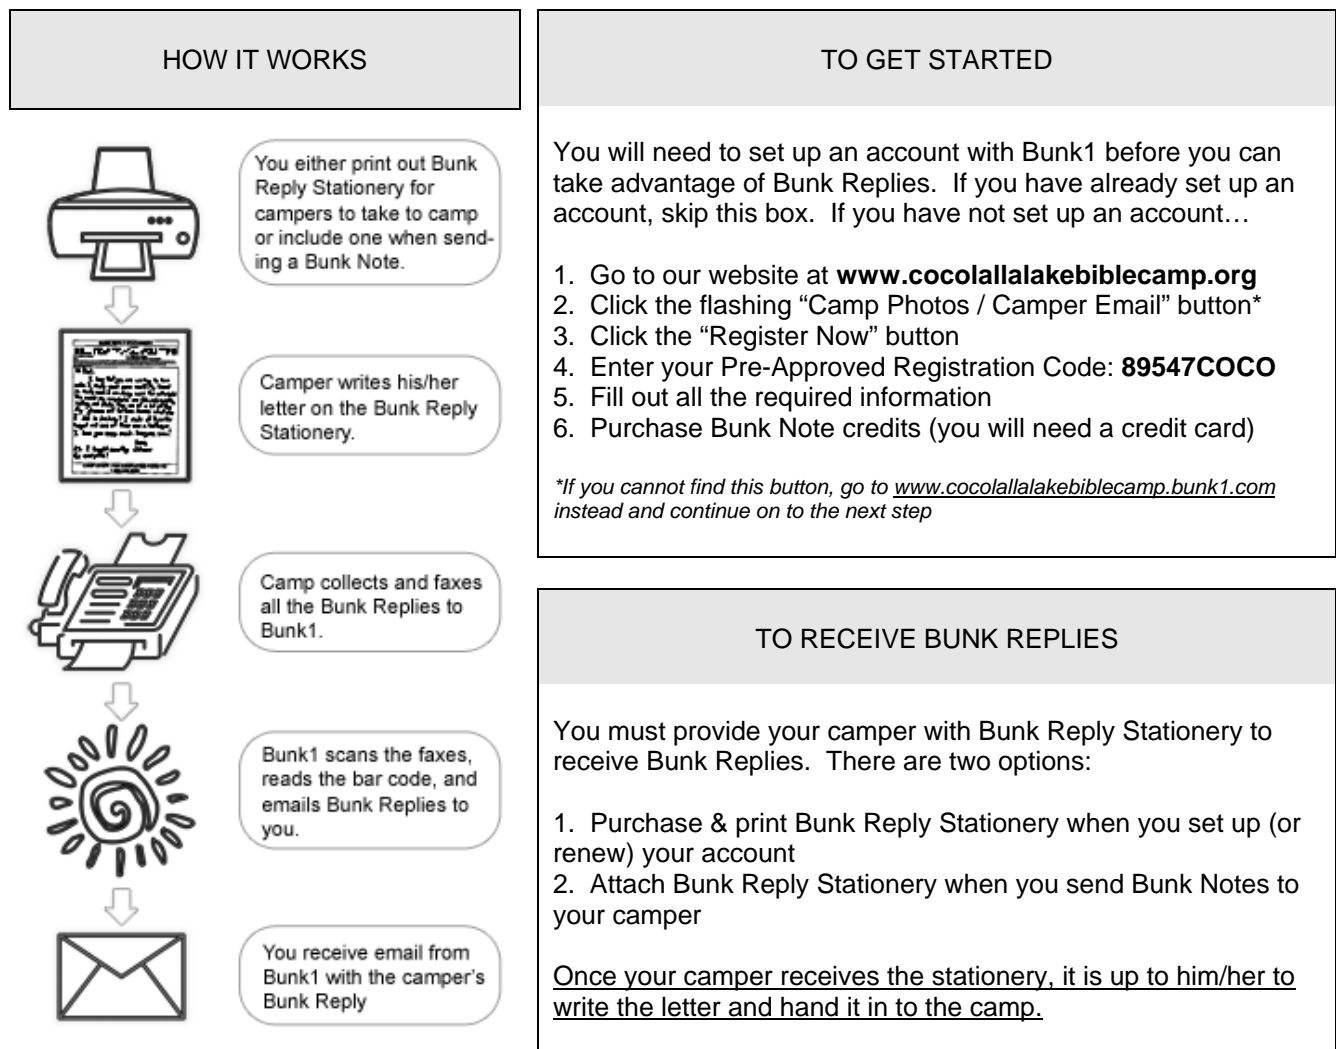 HOW IT WORKS
You either print out Bunk
Reply Stationery for
campers to take to camp
or include one when send-
ing a Bunk Note.
Camper writes his/her
letter on the Bunk Reply
Stationery.
Camp collects and faxes
all the Bunk Replies to
Bunk1.
Bunk1 scans the faxes,
reads the bar code, and
emails Bunk Replies to
you.
You receive email from
Bunk1 with the camper's
Bunk Reply
TO GET STARTED
You will need to set up an account with Bunk1 before you can
take advantage of Bunk Replies.  If you have already set up an
account, skip this box.  If you have not set up an account…
1.  Go to our website at www.cocolallalakebiblecamp.org
2.  Click the flashing “Camp Photos / Camper Email” button*
3.  Click the “Register Now” button
4.  Enter your Pre-Approved Registration Code: 89547COCO
5.  Fill out all the required information
6.  Purchase Bunk Note credits (you will need a credit card)
*If you cannot find this button, go to www.cocolallalakebiblecamp.bunk1.com
instead and continue on to the next step
TO RECEIVE BUNK REPLIES
You must provide your camper with Bunk Reply Stationery to
receive Bunk Replies.  There are two options:
1.  Purchase & print Bunk Reply Stationery when you set up (or
renew) your account
2.  Attach Bunk Reply Stationery when you send Bunk Notes to
your camper
Once your camper receives the stationery, it is up to him/her to
write the letter and hand it in to the camp.